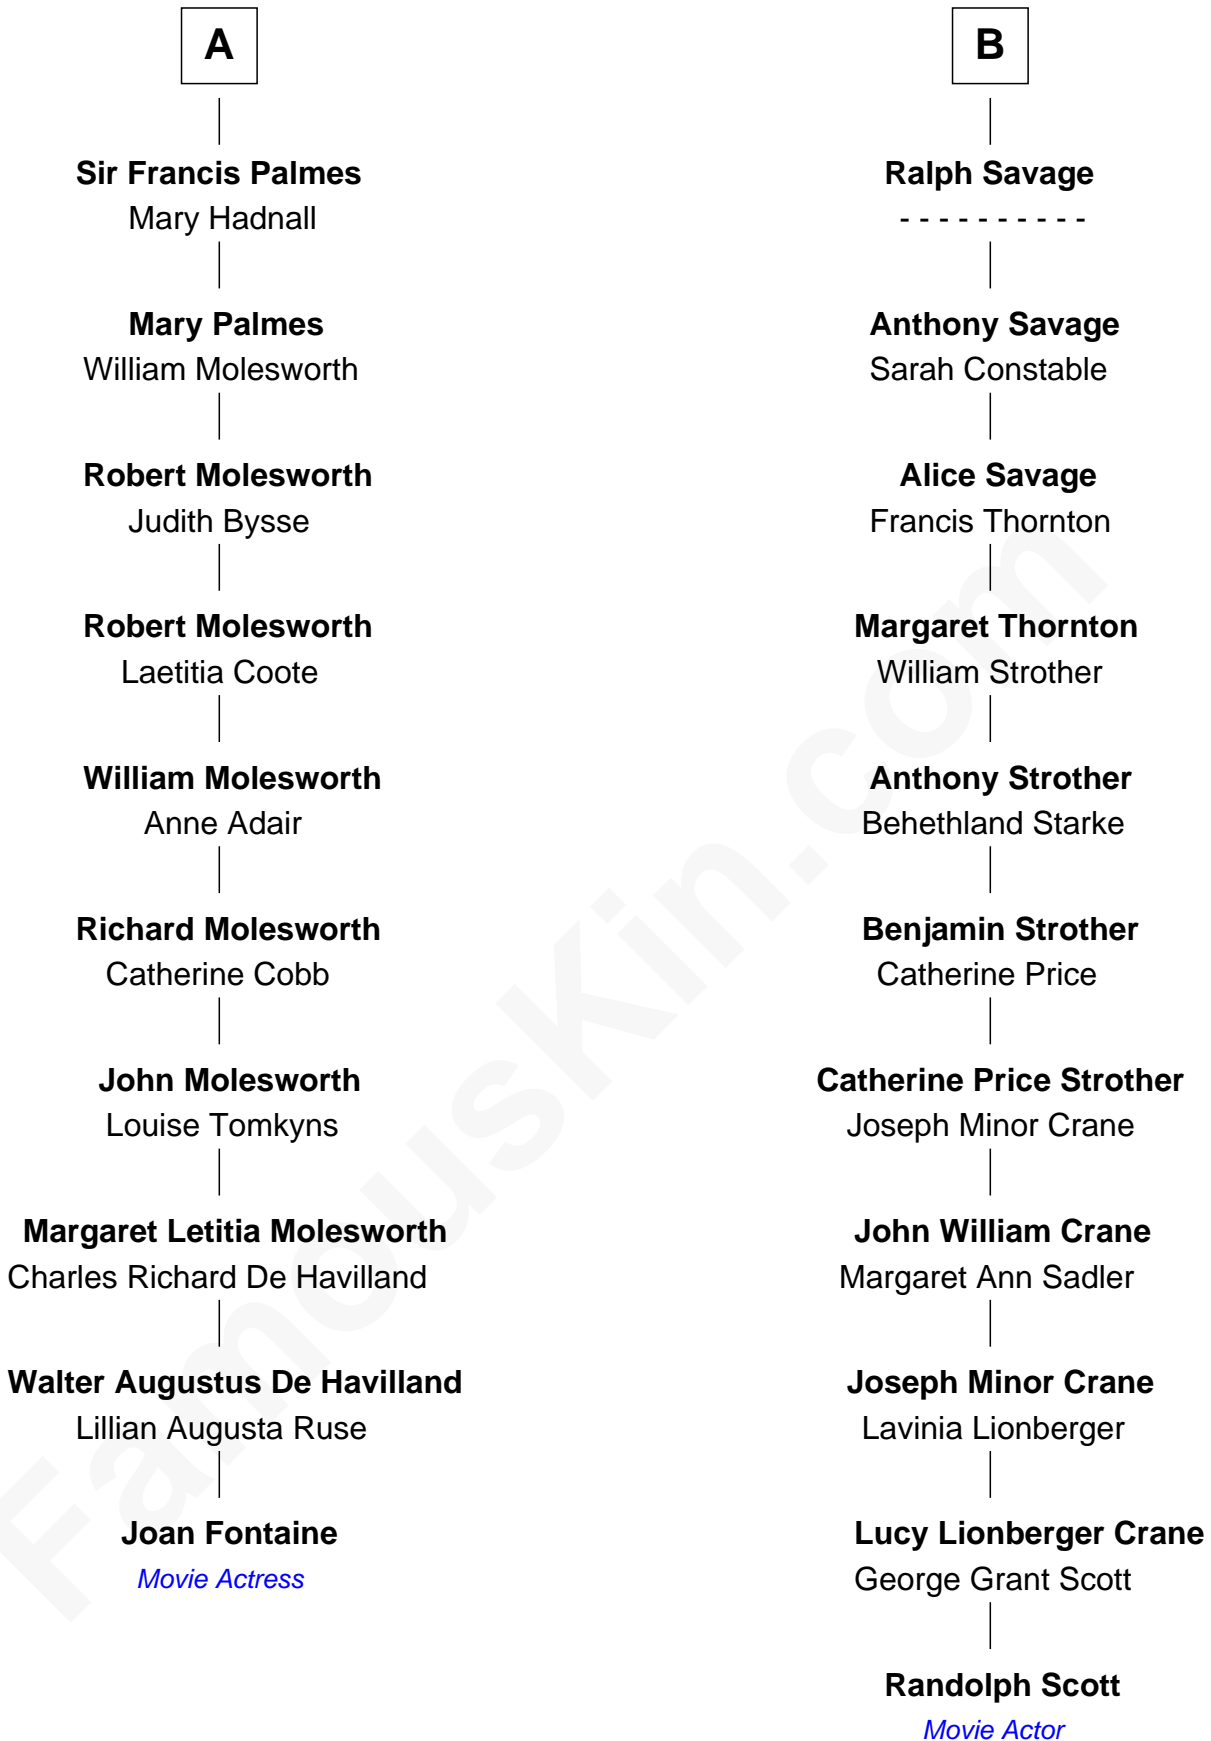 A
Sir Francis Palmes
Mary Hadnall
Mary Palmes
William Molesworth
Robert Molesworth
Judith Bysse
Robert Molesworth
Laetitia Coote
William Molesworth
Anne Adair
Richard Molesworth
Catherine Cobb
John Molesworth
Louise Tomkyns
Margaret Letitia Molesworth
Charles Richard De Havilland
Walter Augustus De Havilland
Lillian Augusta Ruse
Joan Fontaine
Movie Actress
B
Ralph Savage
- - - - - - - - - -
Anthony Savage
Sarah Constable
Alice Savage
Francis Thornton
Margaret Thornton
William Strother
Anthony Strother
Behethland Starke
Benjamin Strother
Catherine Price
Catherine Price Strother
Joseph Minor Crane
John William Crane
Margaret Ann Sadler
Joseph Minor Crane
Lavinia Lionberger
Lucy Lionberger Crane
George Grant Scott
Randolph Scott
Movie Actor
FamousKin.com